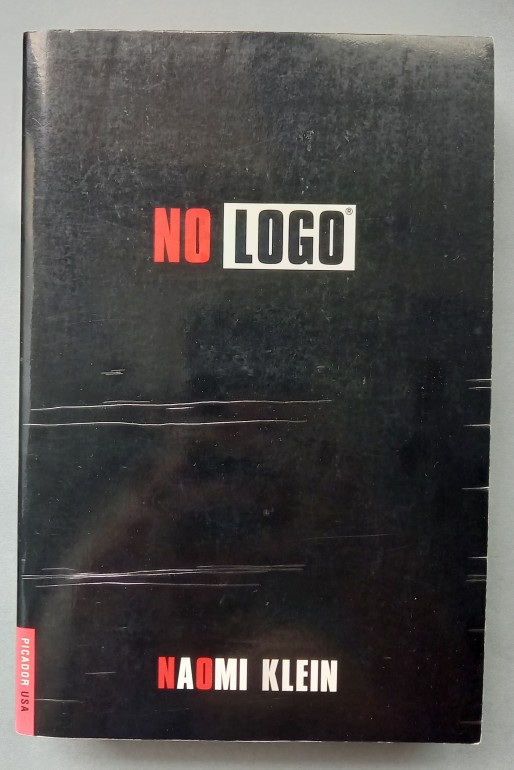 NO LOGO®
NAOMI KLEIN
PICADOR USA